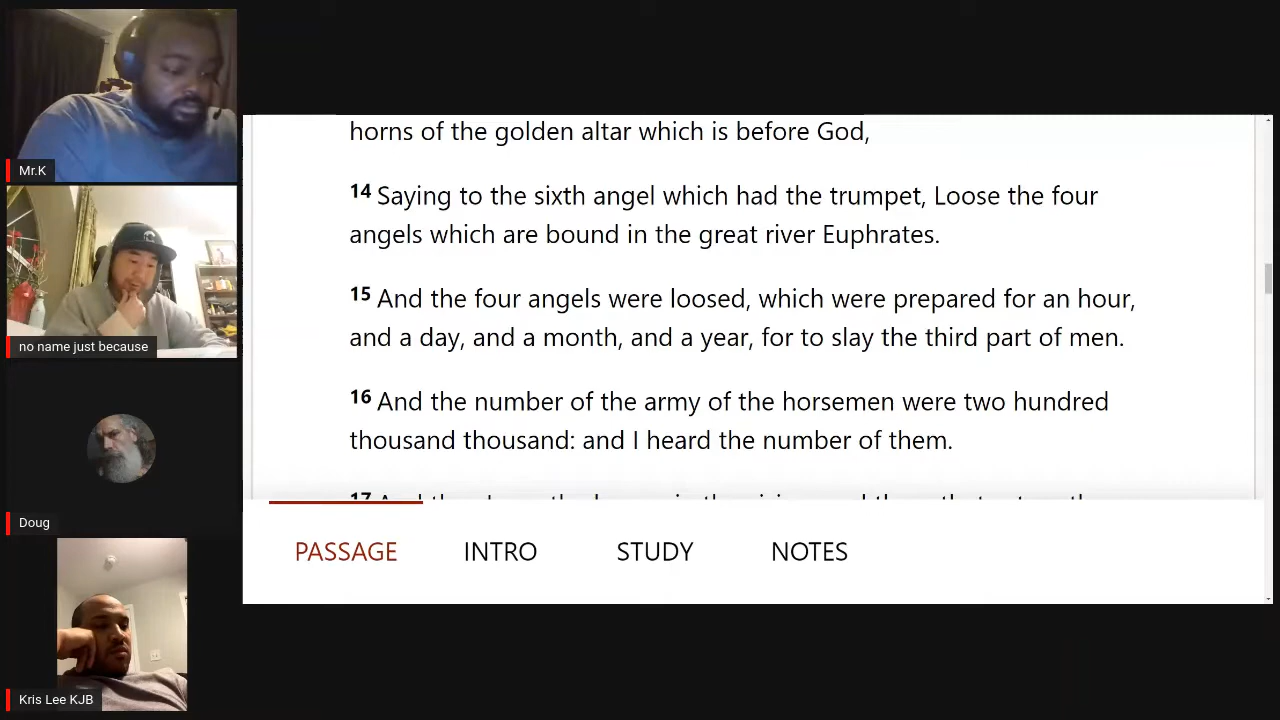 Mr.K
no name just because
Doug
Kris Lee KJB
horns of the golden altar which is before God,
14 Saying to the sixth angel which had the trumpet, Loose the four
angels which are bound in the great river Euphrates.
15 And the four angels were loosed, which were prepared for an hour,
and a day, and a month, and a year, for to slay the third part of men.
16 And the number of the army of the horsemen were two hundred
thousand thousand: and I heard the number of them.
17 And
PASSAGE INTRO STUDY NOTES